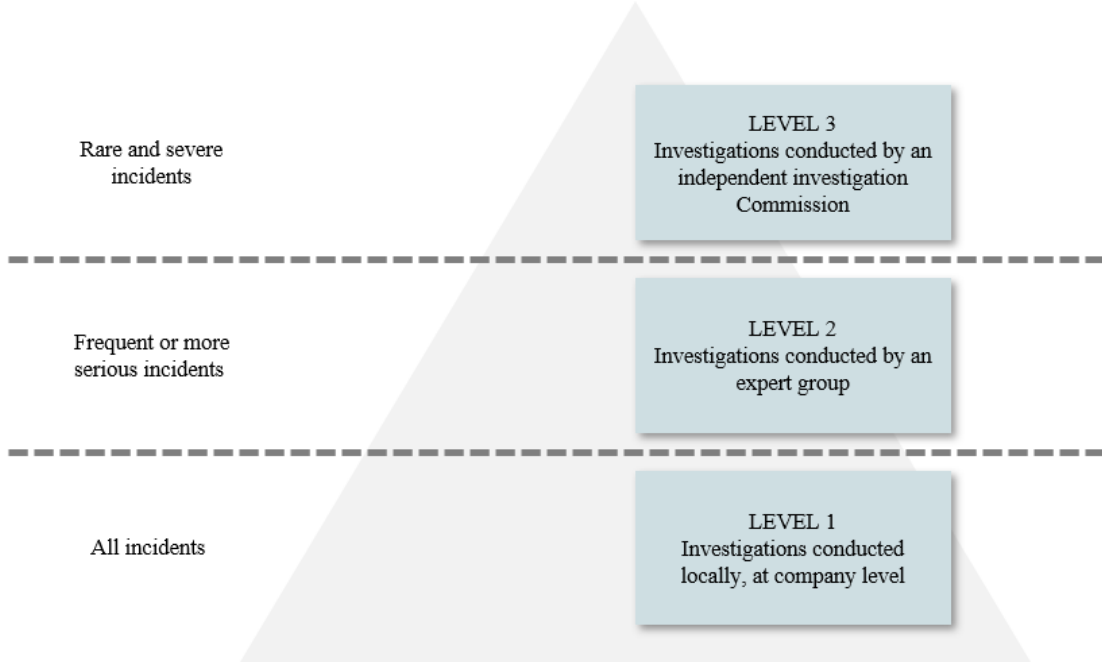 Rare and severe
incidents
LEVEL 3
Investigations conducted by an
independent investigation
Commission
Frequent or more
serious incidents
LEVEL 2
Investigations conducted by an
expert group
All incidents
LEVEL 1
Investigations conducted
locally, at company level